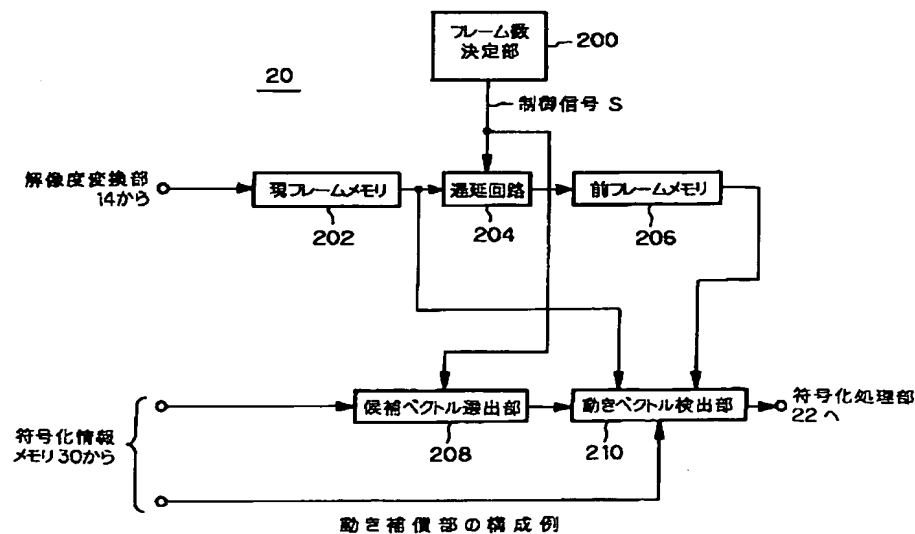 フレーム数
決定部
200
20
制御信号 S
解像度変換部
14から
現フレームメモリ
202
遅延回路
204
前フレームメモリ
206
符号化情報
メモリ30から
候補ベクトル選出部
208
動きベクトル検出部
210
符号化処理部
22へ
動き補償部の構成例